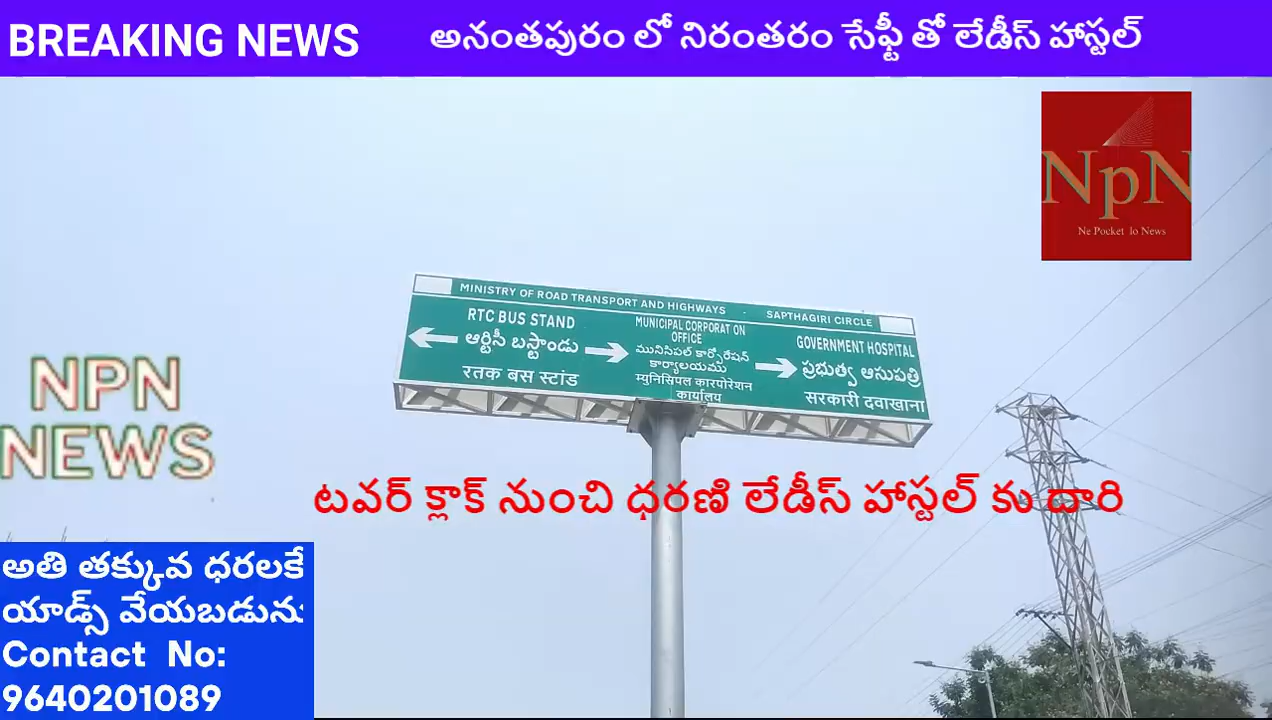 BREAKING NEWS
అనంతపురం లో నిరంతరం సేఫ్టీ తో లేడీస్ హాస్టల్
NpN
Ne Pocket lo News
MINISTRY OF ROAD TRANSPORT AND HIGHWAYS - SAPTHAGIRI CIRCLE
RTC BUS STAND
ఆర్టిసీ బస్టాండు
रतक बस स्टांड
MUNICIPAL CORPORAT ON
OFFICE
మునిసిపల్ కార్పోరేషన్
కార్యాలయము
म्युनिसिपल कारपोरेशन
कार्यालय
GOVERNMENT HOSPITAL
ప్రభుత్వ ఆసుపత్రి
सरकारी दवाखाना
NPN
NEWS
టవర్ క్లాక్ నుంచి ధరణి లేడీస్ హాస్టల్ కు దారి
అతి తక్కువ ధరలకే
యాడ్స్ వేయబడును
Contact No:
9640201089